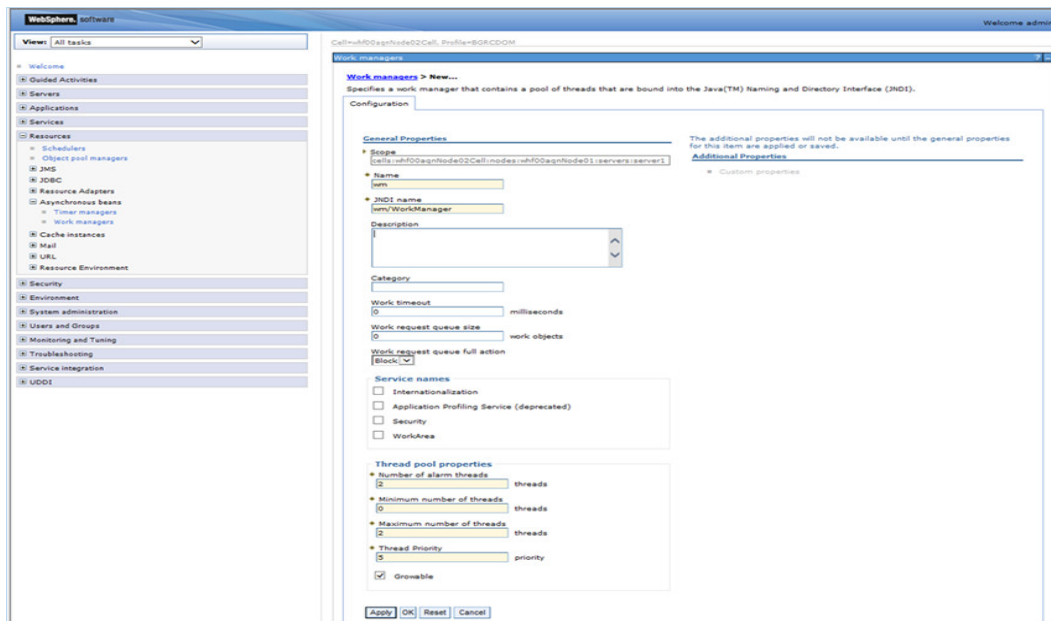 WebSphere. software
Welcome admin
View: All tasks
Cell=whf00aqnNode02Cell, Profile=BGRCDOM
Work managers
? –
Welcome
Guided Activities
Servers
Applications
Services
Resources
Schedulers
Object pool managers
JMS
JDBC
Resource Adapters
Asynchronous beans
Timer managers
Work managers
Cache instances
Mail
URL
Resource Environment
Security
Environment
System administration
Users and Groups
Monitoring and Tuning
Troubleshooting
Service integration
UDDI
Work managers > New...
Specifies a work manager that contains a pool of threads that are bound into the Java(TM) Naming and Directory Interface (JNDI).
Configuration
General Properties
Scope
cells:whf00aqnNode02Cell:nodes:whf00aqnNode01:servers:server1
Name
wm
JNDI name
wm/WorkManager
Description
Category
Work timeout
0 milliseconds
Work request queue size
0 work objects
Work request queue full action
Block
Service names
Internationalization
Application Profiling Service (deprecated)
Security
WorkArea
Thread pool properties
Number of alarm threads
2 threads
Minimum number of threads
0 threads
Maximum number of threads
2 threads
Thread Priority
5 priority
Growable
Apply OK Reset Cancel
The additional properties will not be available until the general properties
for this item are applied or saved.
Additional Properties
Custom properties